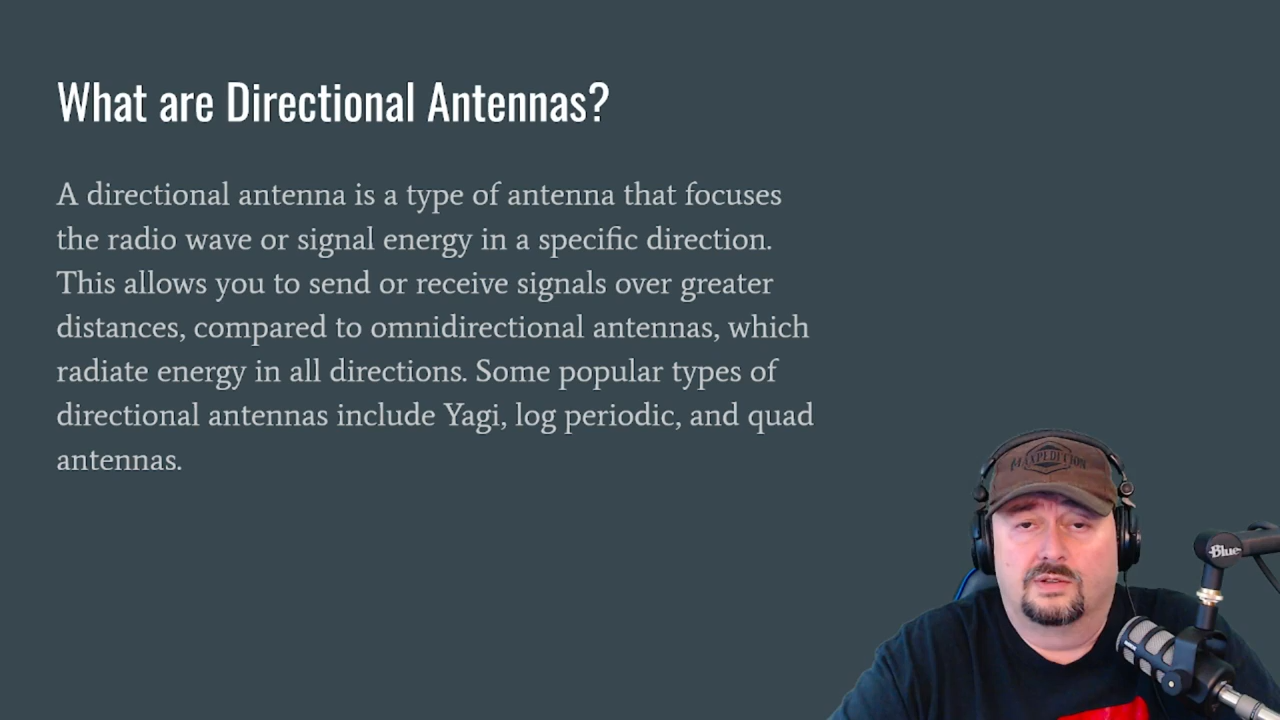 What are Directional Antennas?
A directional antenna is a type of antenna that focuses
the radio wave or signal energy in a specific direction.
This allows you to send or receive signals over greater
distances, compared to omnidirectional antennas, which
radiate energy in all directions. Some popular types of
directional antennas include Yagi, log periodic, and quad
antennas.
MAXPEDITION
Blue